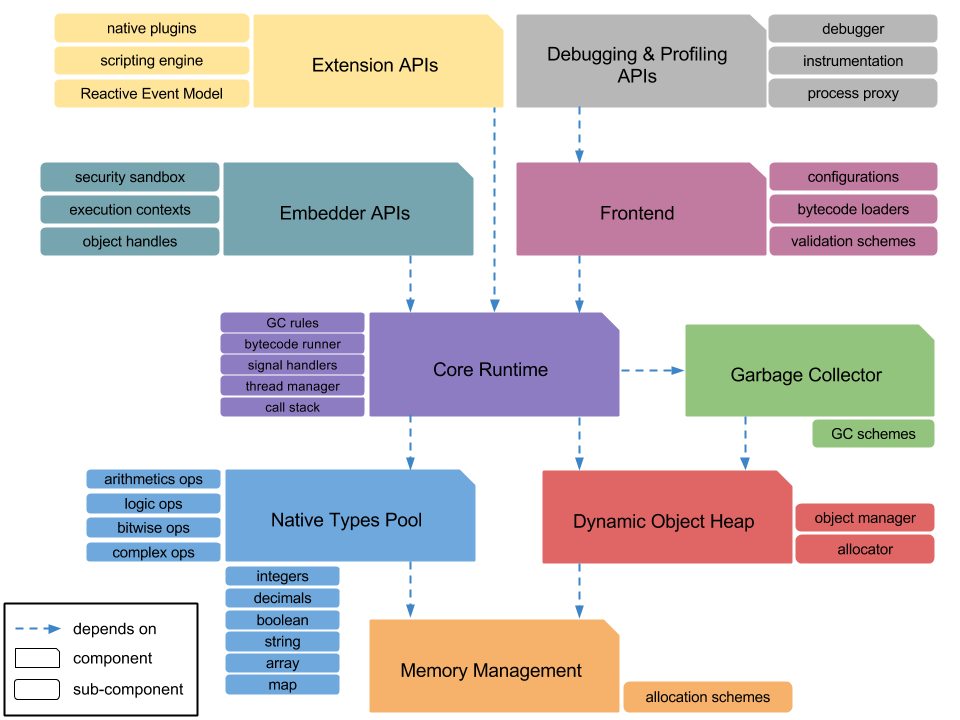 native plugins
scripting engine
Reactive Event Model
Extension APIs
Debugging & Profiling
APIs
debugger
instrumentation
process proxy
security sandbox
execution contexts
object handles
Embedder APIs
Frontend
configurations
bytecode loaders
validation schemes
GC rules
bytecode runner
signal handlers
thread manager
call stack
Core Runtime
Garbage Collector
GC schemes
arithmetics ops
logic ops
bitwise ops
complex ops
Native Types Pool
integers
decimals
boolean
string
array
map
Dynamic Object Heap
object manager
allocator
Memory Management
allocation schemes
depends on
component
sub-component